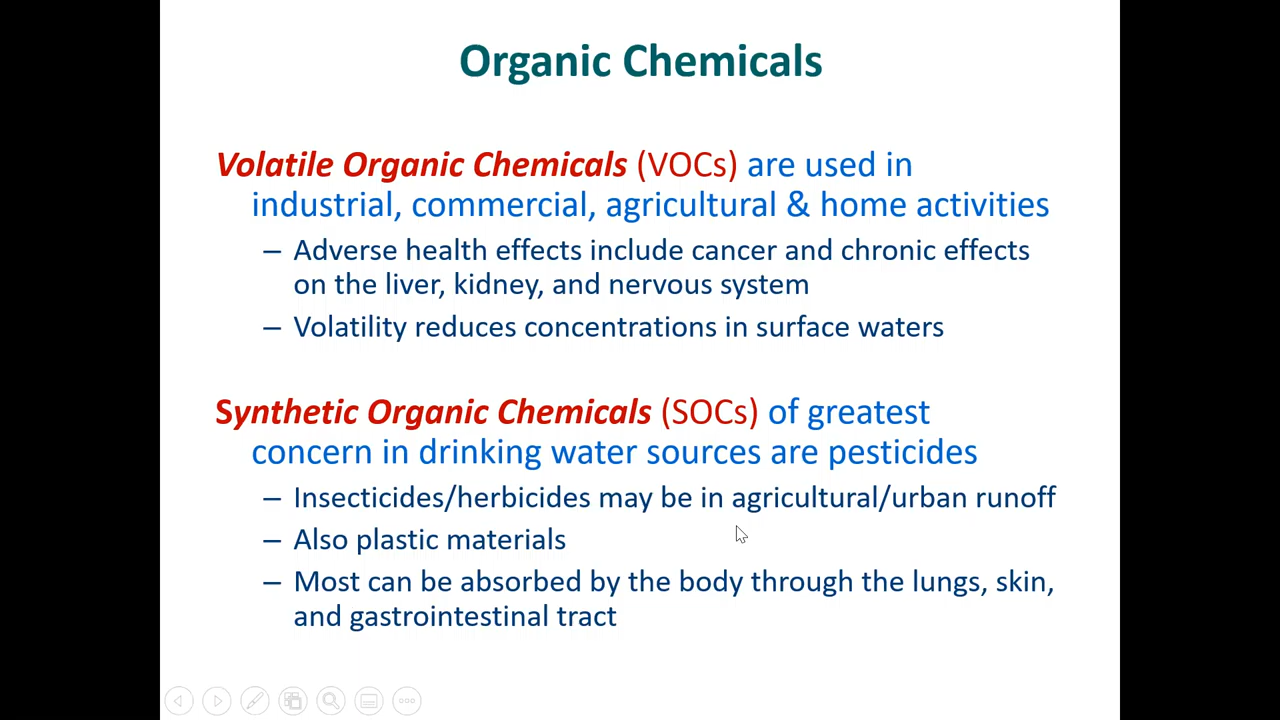 Organic Chemicals
Volatile Organic Chemicals (VOCs) are used in
industrial, commercial, agricultural & home activities
– Adverse health effects include cancer and chronic effects
on the liver, kidney, and nervous system
– Volatility reduces concentrations in surface waters
Synthetic Organic Chemicals (SOCs) of greatest
concern in drinking water sources are pesticides
– Insecticides/herbicides may be in agricultural/urban runoff
– Also plastic materials
– Most can be absorbed by the body through the lungs, skin,
and gastrointestinal tract